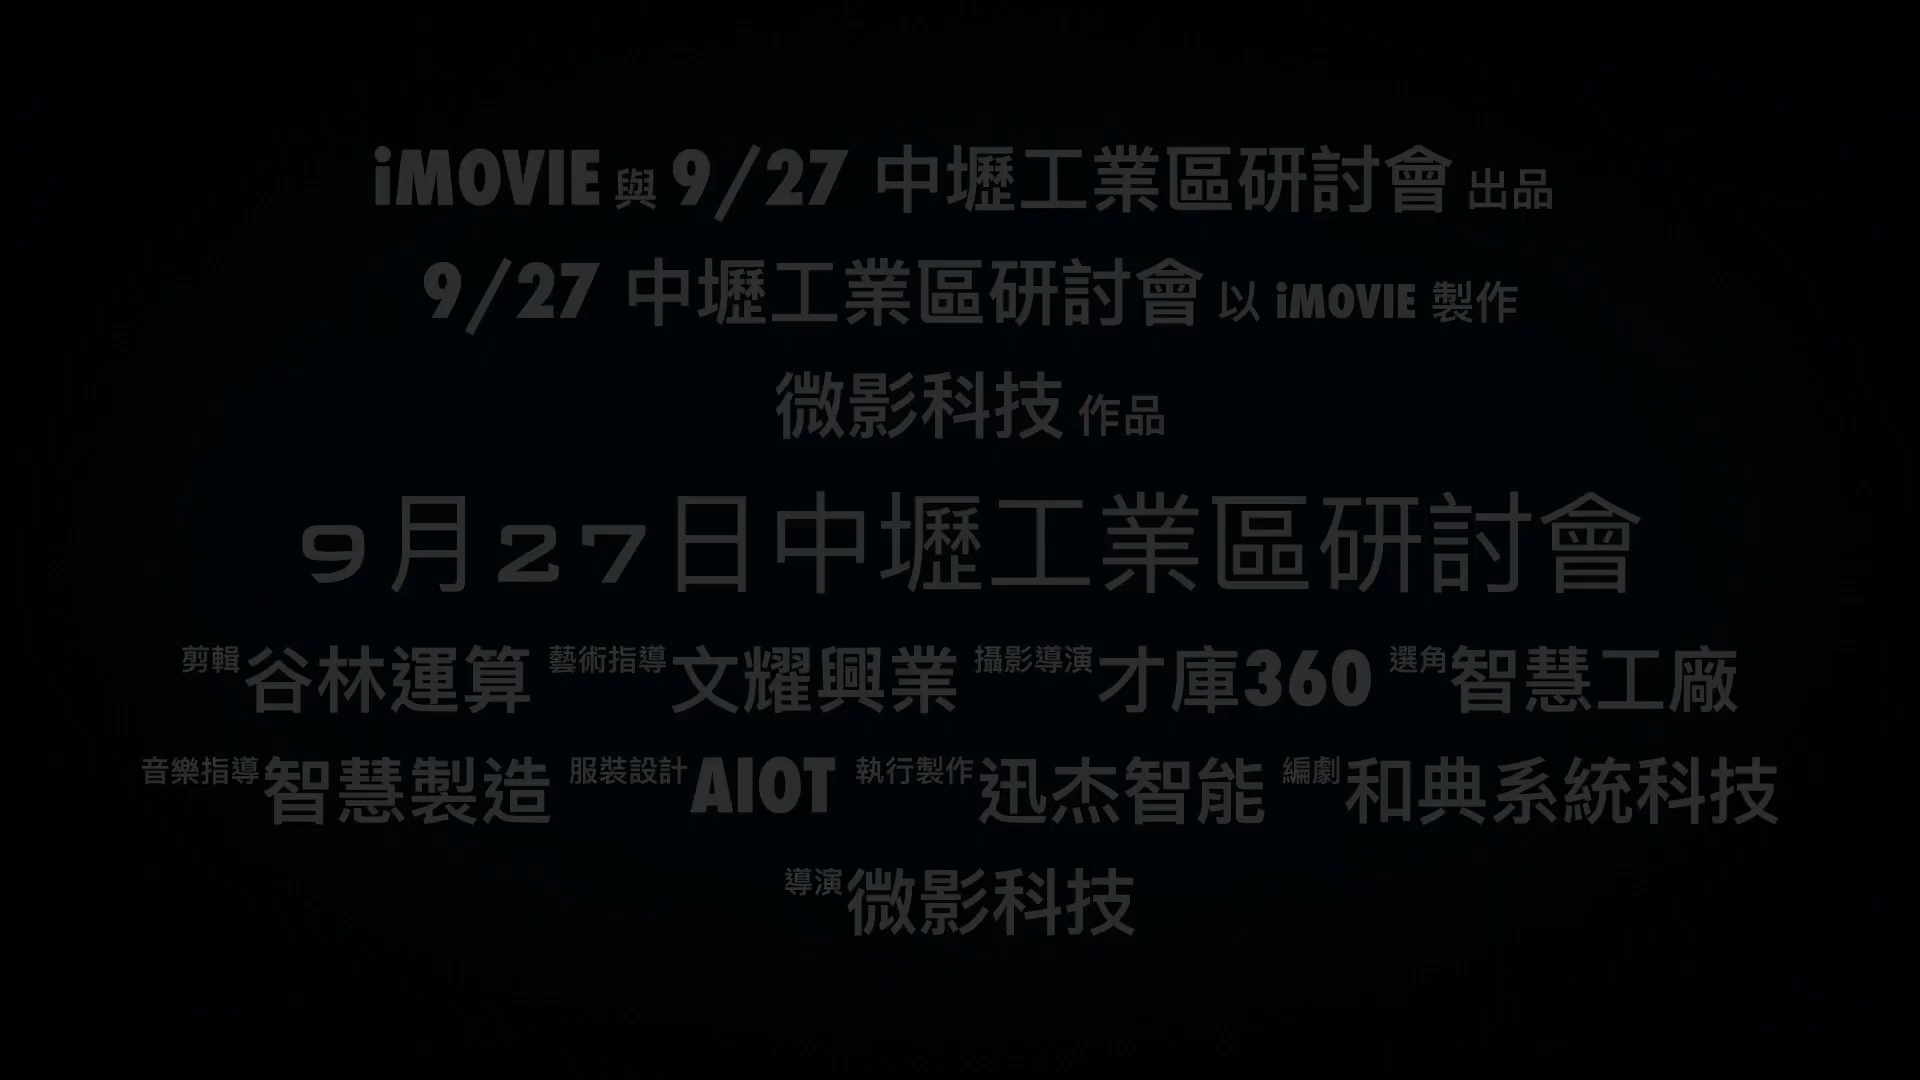 iMOVIE 與 9/27 中壢工業區研討會 出品
9/27 中壢工業區研討會 以 iMOVIE 製作
微影科技 作品
9月27日中壢工業區研討會
剪輯 谷林運算 藝術指導 文耀興業 攝影導演 才庫360 選角 智慧工廠
音樂指導 智慧製造 服裝設計 AIOT 執行製作 迅杰智能 編劇 和典系統科技
導演 微影科技